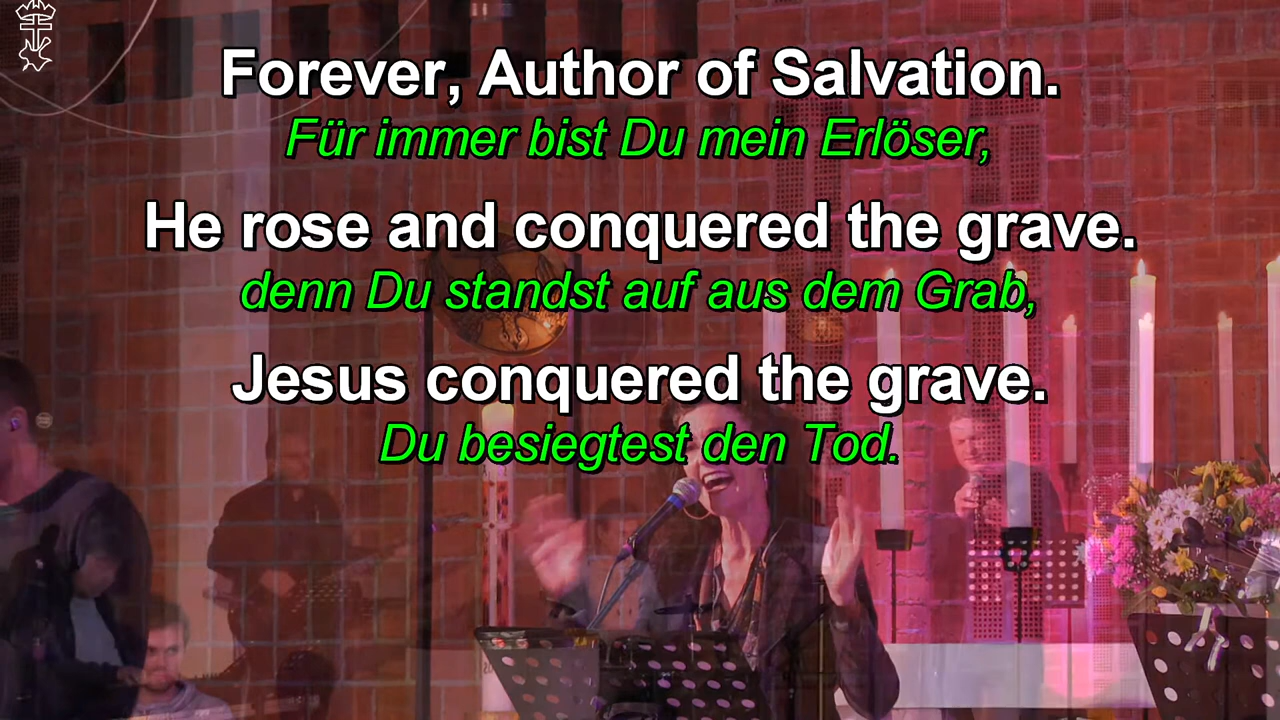 Forever, Author of Salvation.
Für immer bist Du mein Erlöser,
He rose and conquered the grave.
denn Du standst auf aus dem Grab,
Jesus conquered the grave.
Du besiegtest den Tod.